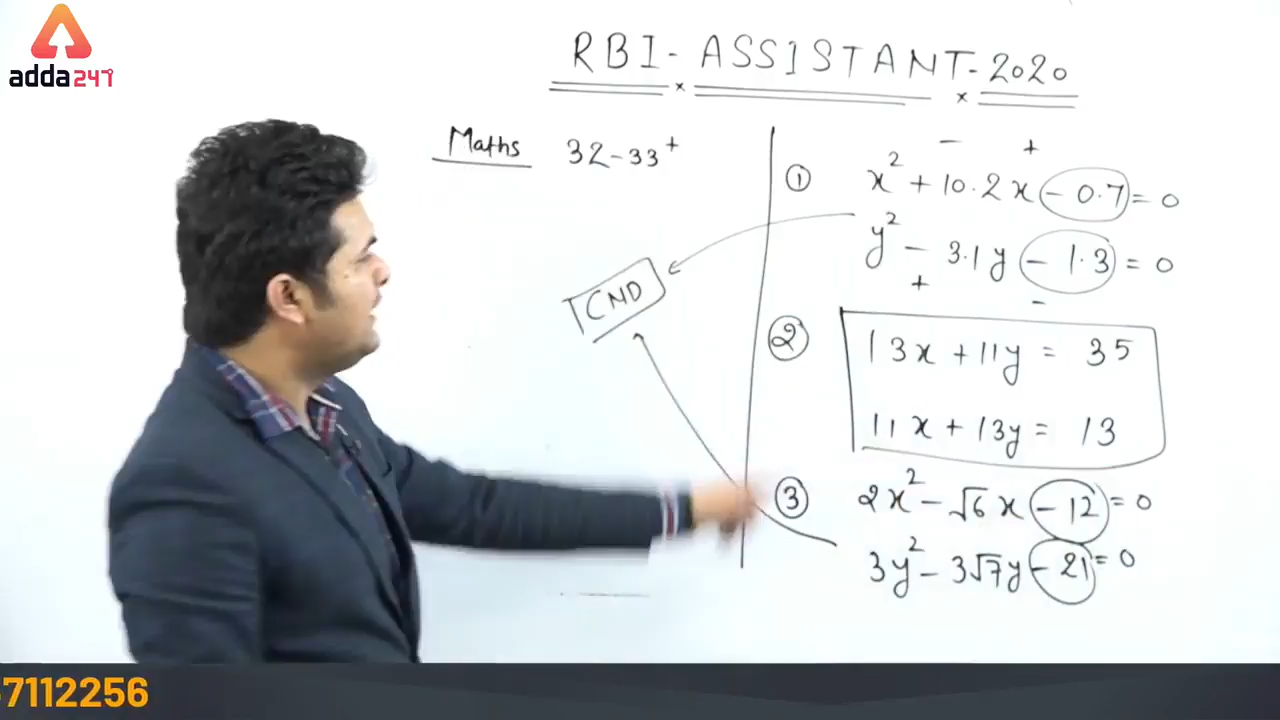 adda247
RBI - ASSISTANT - 2020
Maths 32-33+
- +
① x² + 10.2x - 0.7 = 0
y² - 3.1y - 1.3 = 0
+ -
CND
② 13x + 11y = 35
11x + 13y = 13
③ 2x² - √6x - 12 = 0
3y² - 3√7y - 21 = 0
7112256